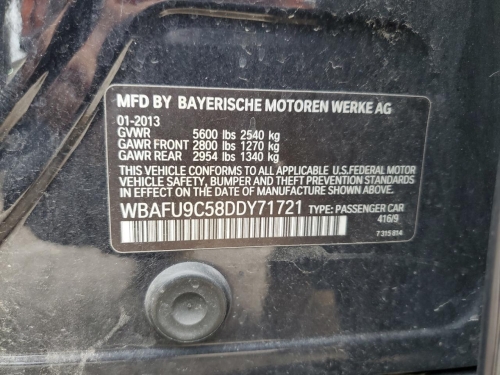 MFD BY BAYERISCHE MOTOREN WERKE AG
01-2013
GVWR 5600 lbs 2540 kg
GAWR FRONT 2800 lbs 1270 kg
GAWR REAR 2954 lbs 1340 kg
THIS VEHICLE CONFORMS TO ALL APPLICABLE U.S.FEDERAL MOTOR
VEHICLE SAFETY, BUMPER AND THEFT PREVENTION STANDARDS
IN EFFECT ON THE DATE OF MANUFACTURE SHOWN ABOVE.
WBAFU9C58DDY71721 TYPE: PASSENGER CAR
416/9
7 315 814